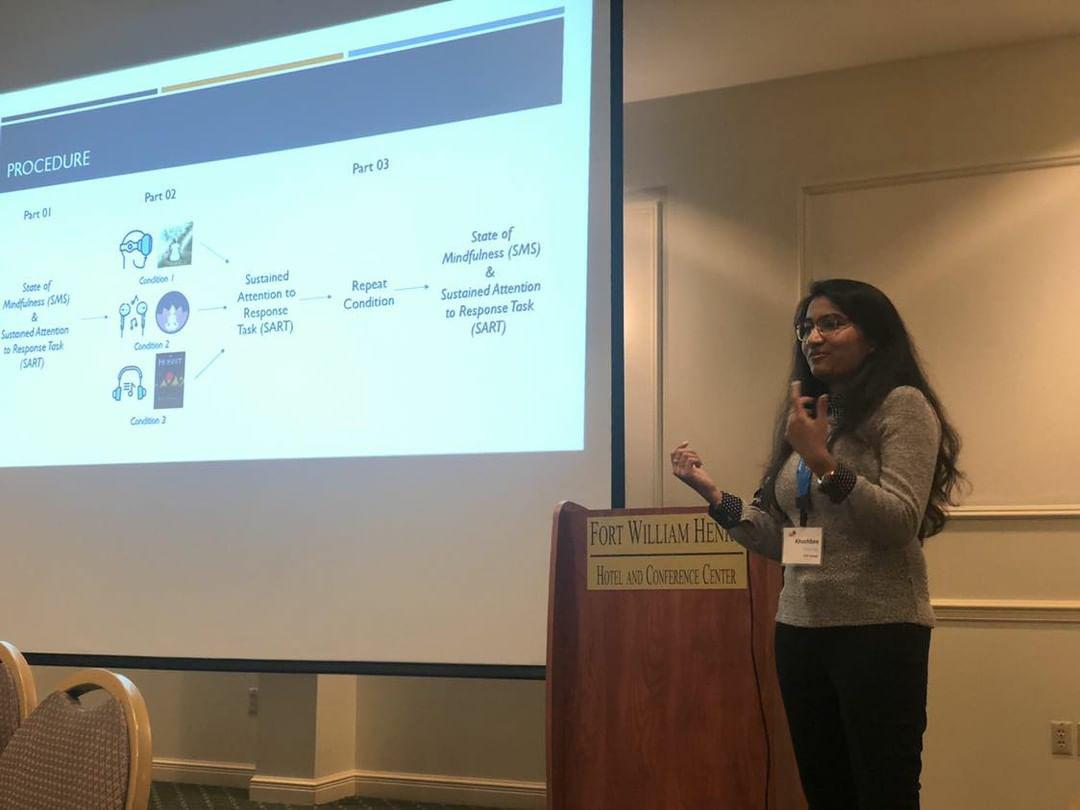 PROCEDURE
Part 01
Part 02
Part 03
State of
Mindfulness (SMS)
&
Sustained Attention
to Response Task
(SART)
Condition 1
Condition 2
Condition 3
Sustained
Attention to
Response
Task (SART)
Repeat
Condition
State of
Mindfulness (SMS)
&
Sustained Attention
to Response Task
(SART)
FORT WILLIAM HENR
HOTEL AND CONFERENCE CENTER
Khushbee